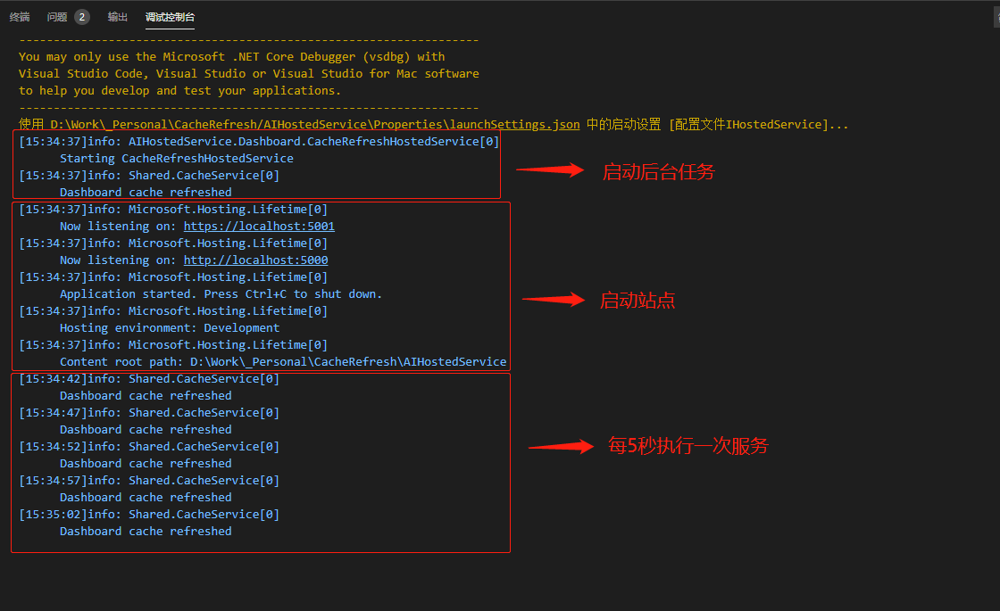 终端 问题 2 输出 调试控制台
-------------------------------------------------------------------
You may only use the Microsoft .NET Core Debugger (vsdbg) with
Visual Studio Code, Visual Studio or Visual Studio for Mac software
to help you develop and test your applications.
-------------------------------------------------------------------
使用 D:\Work\_Personal\CacheRefresh/AIHostedService\Properties\launchSettings.json 中的启动设置 [配置文件IHostedService]...
[15:34:37]info: AIHostedService.Dashboard.CacheRefreshHostedService[0]
Starting CacheRefreshHostedService
启动后台任务
[15:34:37]info: Shared.CacheService[0]
Dashboard cache refreshed
[15:34:37]info: Microsoft.Hosting.Lifetime[0]
Now listening on: https://localhost:5001
[15:34:37]info: Microsoft.Hosting.Lifetime[0]
Now listening on: http://localhost:5000
[15:34:37]info: Microsoft.Hosting.Lifetime[0]
Application started. Press Ctrl+C to shut down.
启动站点
[15:34:37]info: Microsoft.Hosting.Lifetime[0]
Hosting environment: Development
[15:34:37]info: Microsoft.Hosting.Lifetime[0]
Content root path: D:\Work\_Personal\CacheRefresh\AIHostedService
[15:34:42]info: Shared.CacheService[0]
Dashboard cache refreshed
[15:34:47]info: Shared.CacheService[0]
Dashboard cache refreshed
[15:34:52]info: Shared.CacheService[0]
每5秒执行一次服务
Dashboard cache refreshed
[15:34:57]info: Shared.CacheService[0]
Dashboard cache refreshed
[15:35:02]info: Shared.CacheService[0]
Dashboard cache refreshed